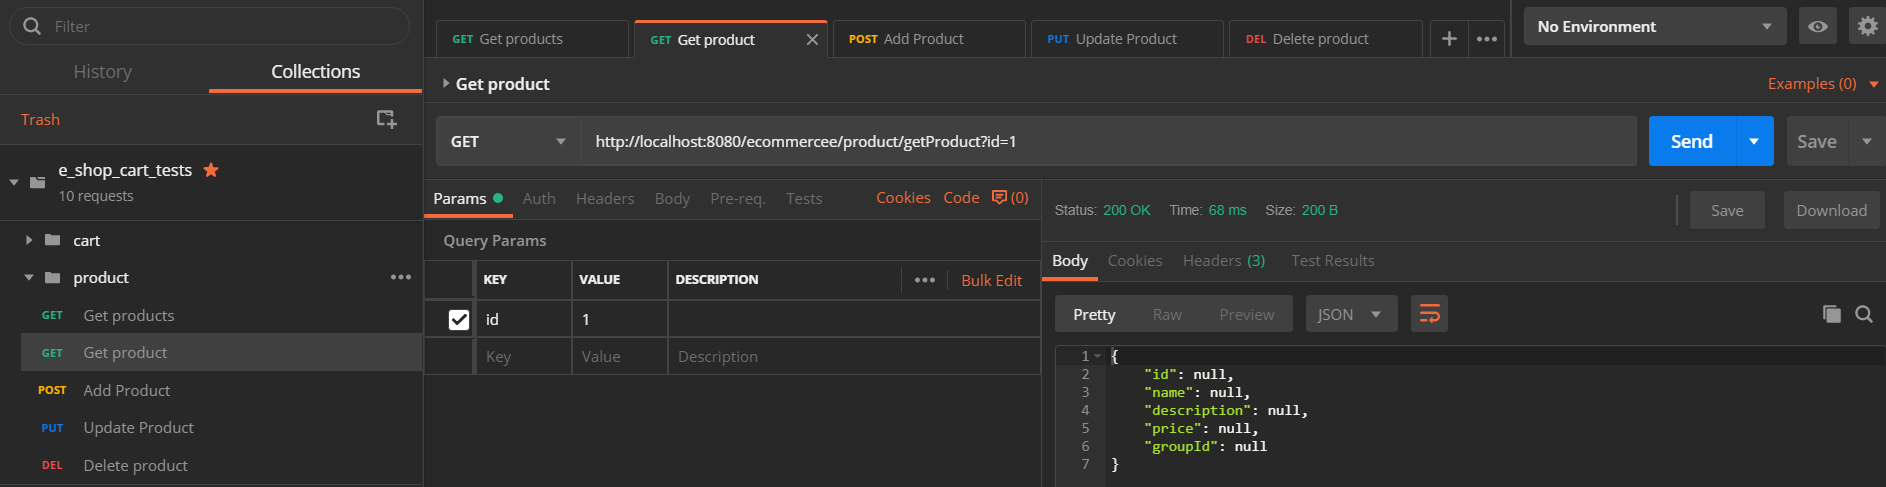 Filter
History Collections
Trash
e_shop_cart_tests
10 requests
cart
product
GET Get products
GET Get product
POST Add Product
PUT Update Product
DEL Delete product
GET Get products GET Get product POST Add Product PUT Update Product DEL Delete product
No Environment
Get product
Examples (0)
GET http://localhost:8080/ecommercee/product/getProduct?id=1
Send Save
Params Auth Headers Body Pre-req. Tests Cookies Code (0)
Query Params
KEY VALUE DESCRIPTION Bulk Edit
id 1
Key Value Description
Status: 200 OK Time: 68 ms Size: 200 B Save Download
Body Cookies Headers (3) Test Results
Pretty Raw Preview JSON
1 {
2 "id": null,
3 "name": null,
4 "description": null,
5 "price": null,
6 "groupId": null
7 }